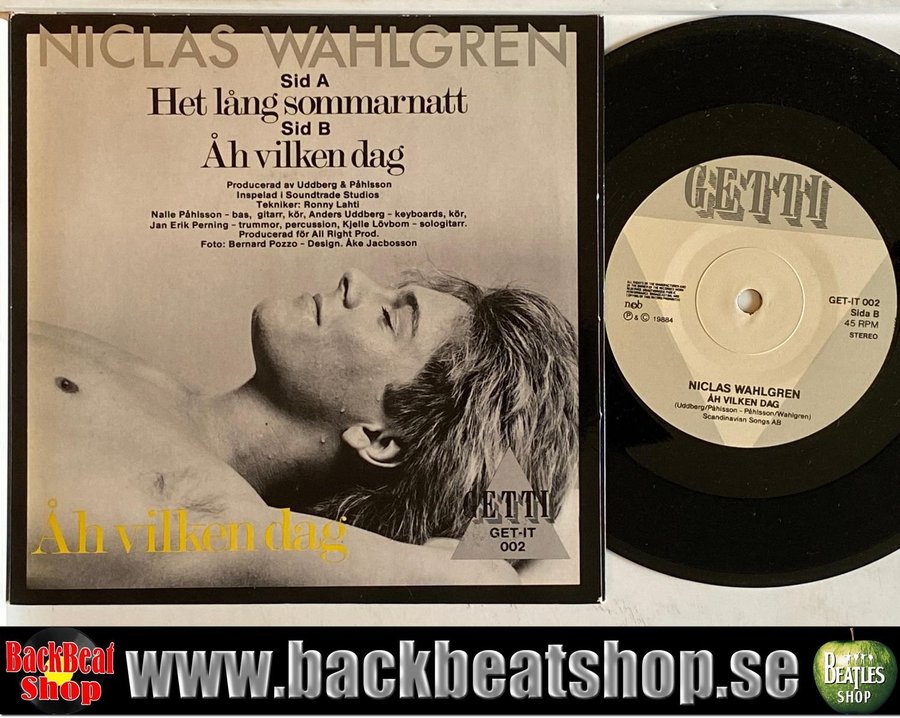 NICLAS WAHLGREN
Sid A
Het lång sommarnatt
Sid B
Åh vilken dag
Producerad av Uddberg & Påhlsson
Inspelad i Soundtrade Studios
Tekniker: Ronny Lahti
Nalle Påhlsson – bas, gitarr, kör, Anders Uddberg – keyboards, kör,
Jan Erik Perning – trummor, percussion, Kjelle Lövbom – sologitarr.
Producerad för All Right Prod.
Foto: Bernard Pozzo – Design. Åke Jacbosson
Åh vilken dag
GETTI
GET-IT
002
GETTI
ncb
Ⓟ & © 19884
GET-IT 002
Sida B
45 RPM
STEREO
NICLAS WAHLGREN
ÅH VILKEN DAG
(Uddberg/Påhlsson – Påhlsson/Wahlgren)
Scandinavisn Songs AB
BackBeat
Shop
www.backbeatshop.se
BEATLES
SHOP